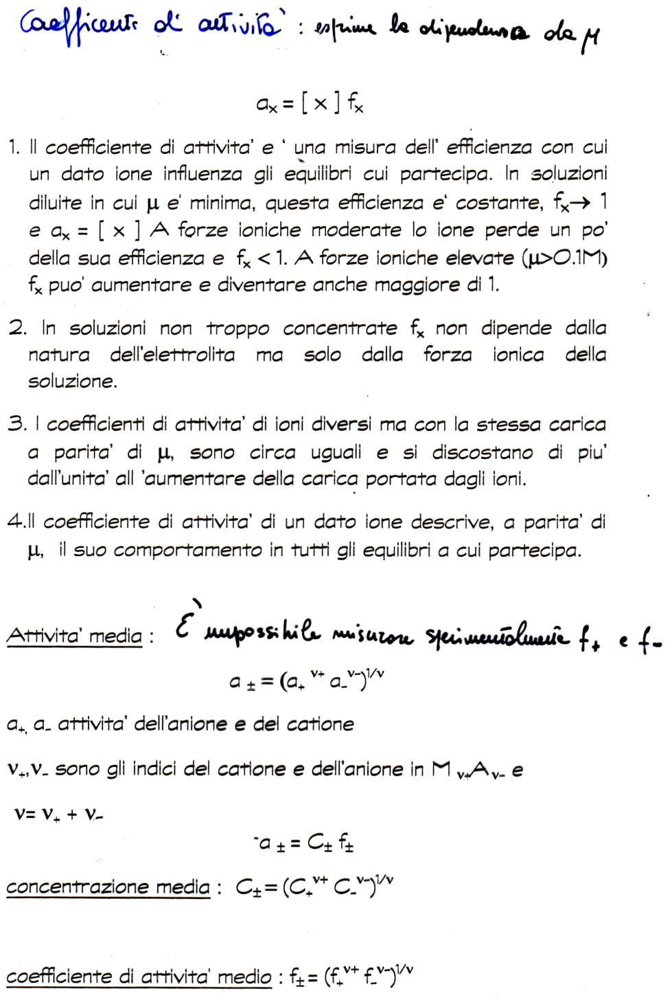 Coefficenti di attività : esprime la dipendenza da μ
aₓ = [ x ] fₓ
1. Il coefficiente di attivita' e ' una misura dell' efficienza con cui
un dato ione influenza gli equilibri cui partecipa. In soluzioni
diluite in cui μ e' minima, questa efficienza e' costante, fₓ→ 1
e aₓ = [ x ] A forze ioniche moderate lo ione perde un po'
della sua efficienza e fₓ < 1. A forze ioniche elevate (μ>0.1M)
fₓ puo' aumentare e diventare anche maggiore di 1.
2. In soluzioni non troppo concentrate fₓ non dipende dalla
natura dell'elettrolita ma solo dalla forza ionica della
soluzione.
3. I coefficienti di attivita' di ioni diversi ma con la stessa carica
a parita' di μ, sono circa uguali e si discostano di piu'
dall'unita' all 'aumentare della carica portata dagli ioni.
4.Il coefficiente di attivita' di un dato ione descrive, a parita' di
μ, il suo comportamento in tutti gli equilibri a cui partecipa.
Attivita' media : È impossibile misurare sperimentalmente f₊ e f₋
a ± = (a₊ ᵛ⁺ a₋ᵛ⁻)¹/ᵛ
a₊, a₋ attivita' dell'anione e del catione
ν₊,ν₋ sono gli indici del catione e dell'anione in M ᵥ₊Aᵥ₋ e
ν= ν₊ + ν₋
a ± = C± f±
concentrazione media : C± = (C₊ᵛ⁺ C₋ᵛ⁻)¹/ᵛ
coefficiente di attivita' medio : f± = (f₊ᵛ⁺ f₋ᵛ⁻)¹/ᵛ